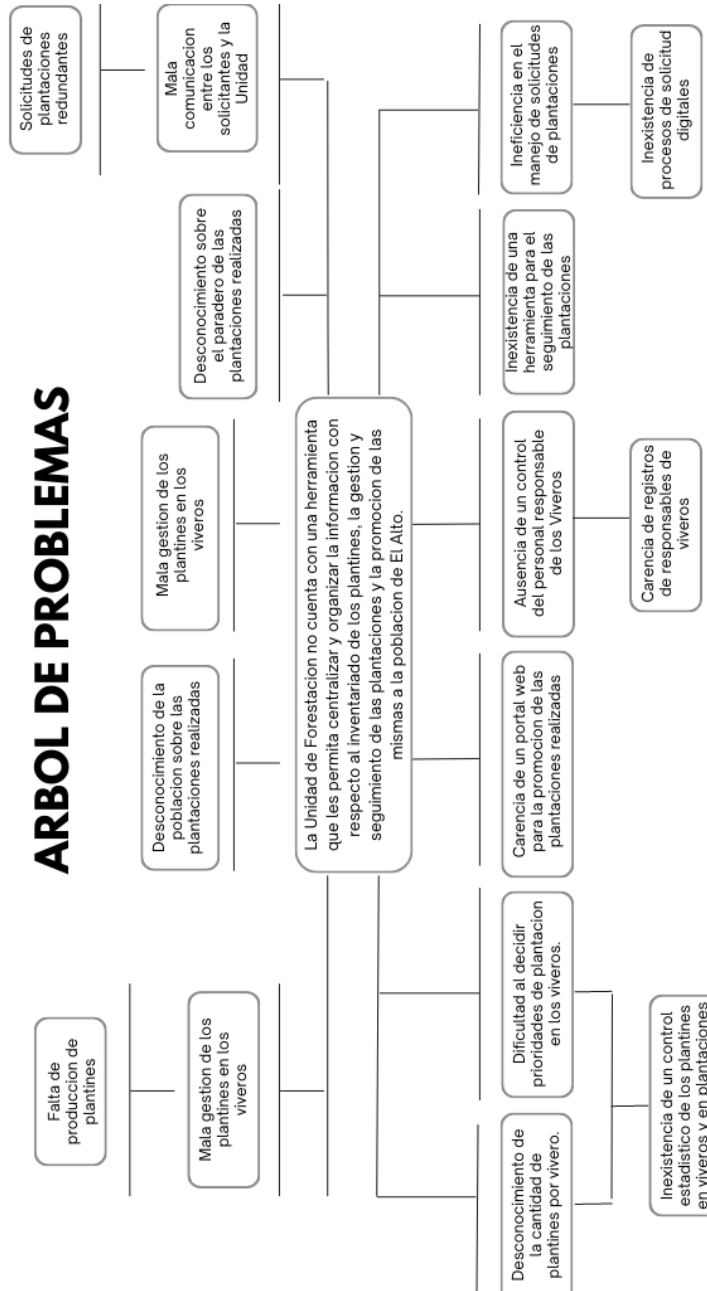 ARBOL DE PROBLEMAS
Falta de
produccion de
plantines
Solicitudes de
plantaciones
redundantes
Mala gestion de los
plantines en los
viveros
Desconocimiento de la
poblacion sobre las
plantaciones realizadas
Mala gestion de los
plantines en los
viveros
Desconocimiento sobre
el paradero de las
plantaciones realizadas
Mala
comunicacion
entre los
solicitantes y la
Unidad
La Unidad de Forestacion no cuenta con una herramienta
que les permita centralizar y organizar la informacion con
respecto al inventariado de los plantines, la gestion y
seguimiento de las plantaciones y la promocion de las
mismas a la poblacion de El Alto.
Desconocimiento de
la cantidad de
plantines por vivero.
Dificultad al decidir
prioridades de plantacion
en los viveros.
Carencia de un portal web
para la promocion de las
plantaciones realizadas
Ausencia de un control
del personal responsable
de los Viveros
Inexistencia de una
herramienta para el
seguimiento de las
plantaciones
Ineficiencia en el
manejo de solicitudes
de plantaciones
Inexistencia de un control
estadistico de los plantines
en viveros y en plantaciones
Carencia de registros
de responsables de
viveros
Inexistencia de
procesos de solicitud
digitales